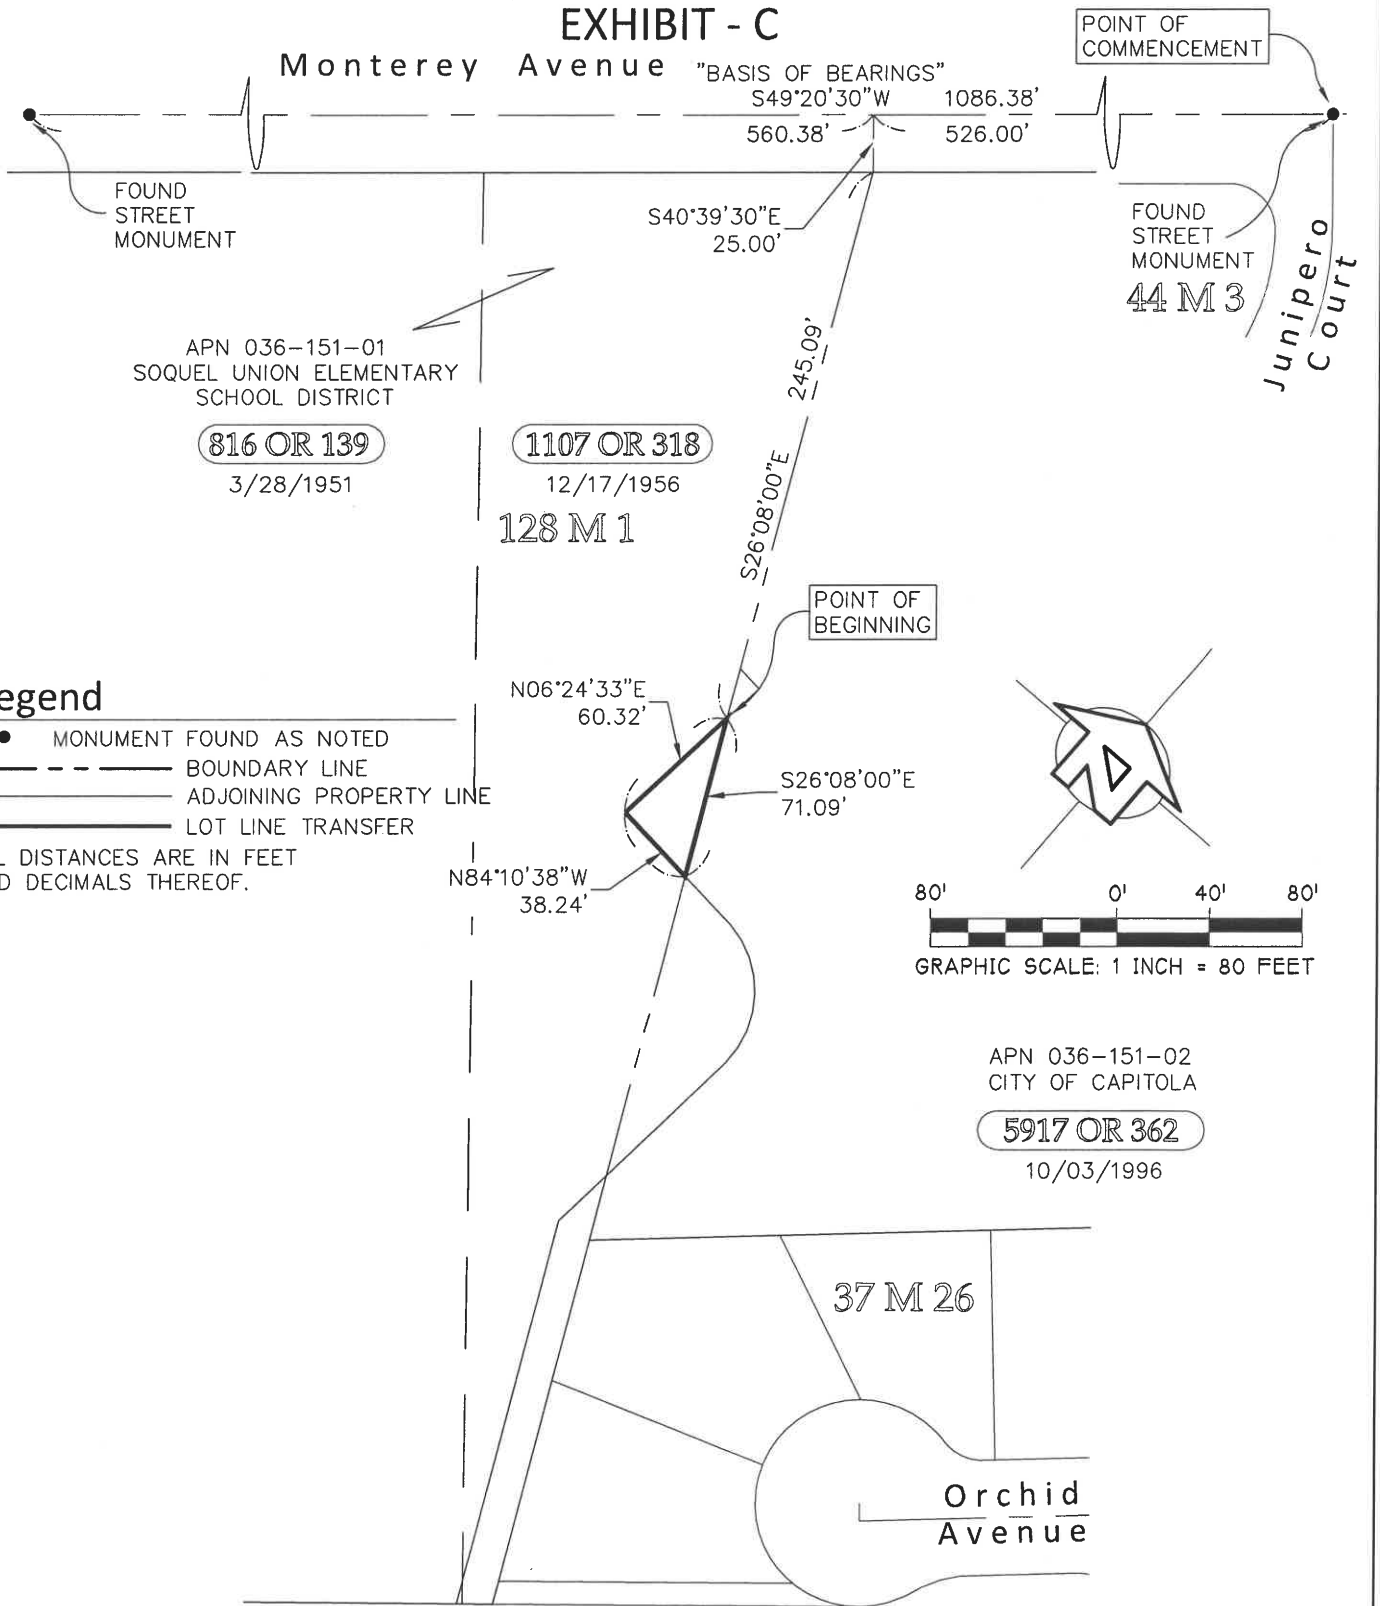 EXHIBIT - C
Monterey Avenue
"BASIS OF BEARINGS"
S49°20'30"W 1086.38'
560.38' 526.00'
POINT OF
COMMENCEMENT
FOUND
STREET
MONUMENT
S40°39'30"E
25.00'
FOUND
STREET
MONUMENT
44 M 3
Junipero
Court
APN 036-151-01
SOQUEL UNION ELEMENTARY
SCHOOL DISTRICT
816 OR 139
3/28/1951
1107 OR 318
12/17/1956
128 M 1
245.09'
S26°08'00"E
POINT OF
BEGINNING
N06°24'33"E
60.32'
S26°08'00"E
71.09'
N84°10'38"W
38.24'
egend
MONUMENT FOUND AS NOTED
BOUNDARY LINE
ADJOINING PROPERTY LINE
LOT LINE TRANSFER
L DISTANCES ARE IN FEET
D DECIMALS THEREOF.
80' 0' 40' 80'
GRAPHIC SCALE: 1 INCH = 80 FEET
APN 036-151-02
CITY OF CAPITOLA
5917 OR 362
10/03/1996
37 M 26
Orchid
Avenue